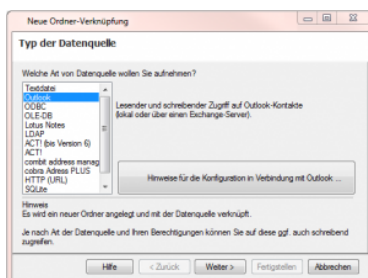 Neue Ordner-Verknüpfung
Typ der Datenquelle
Welche Art von Datenquelle wollen Sie aufnehmen?
Textdatei
Outlook
ODBC
OLE-DB
Lotus Notes
LDAP
ACT! (bis Version 6)
ACT!
combit address manag
cobra Adress PLUS
HTTP (URL)
SQLite
Lesender und schreibender Zugriff auf Outlook-Kontakte
(lokal oder über einen Exchange-Server).
Hinweise für die Konfiguration in Verbindung mit Outlook ...
Hinweis
Es wird ein neuer Ordner angelegt und mit der Datenquelle verknüpft.
Je nach Art der Datenquelle und Ihren Berechtigungen können Sie auf diese ggf. auch schreibend
zugreifen.
Hilfe
< Zurück
Weiter >
Fertigstellen
Abbrechen